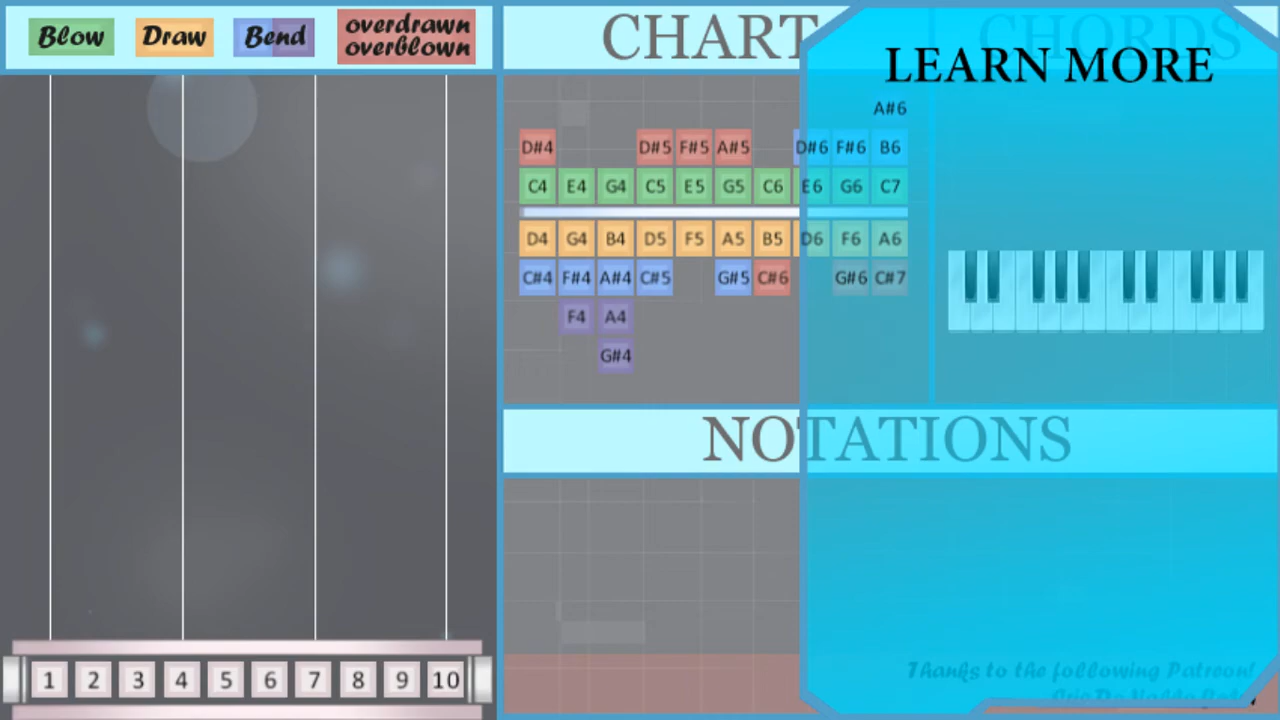 Blow Draw Bend overdrawn
overblown
CHART CHORDS
LEARN MORE
A#6
D#4 D#5 F#5 A#5 D#6 F#6 B6
C4 E4 G4 C5 E5 G5 C6 E6 G6 C7
D4 G4 B4 D5 F5 A5 B5 D6 F6 A6
C#4 F#4 A#4 C#5 G#5 C#6 G#6 C#7
F4 A4
G#4
NOTATIONS
Thanks to the following Patreon!
1 2 3 4 5 6 7 8 9 10